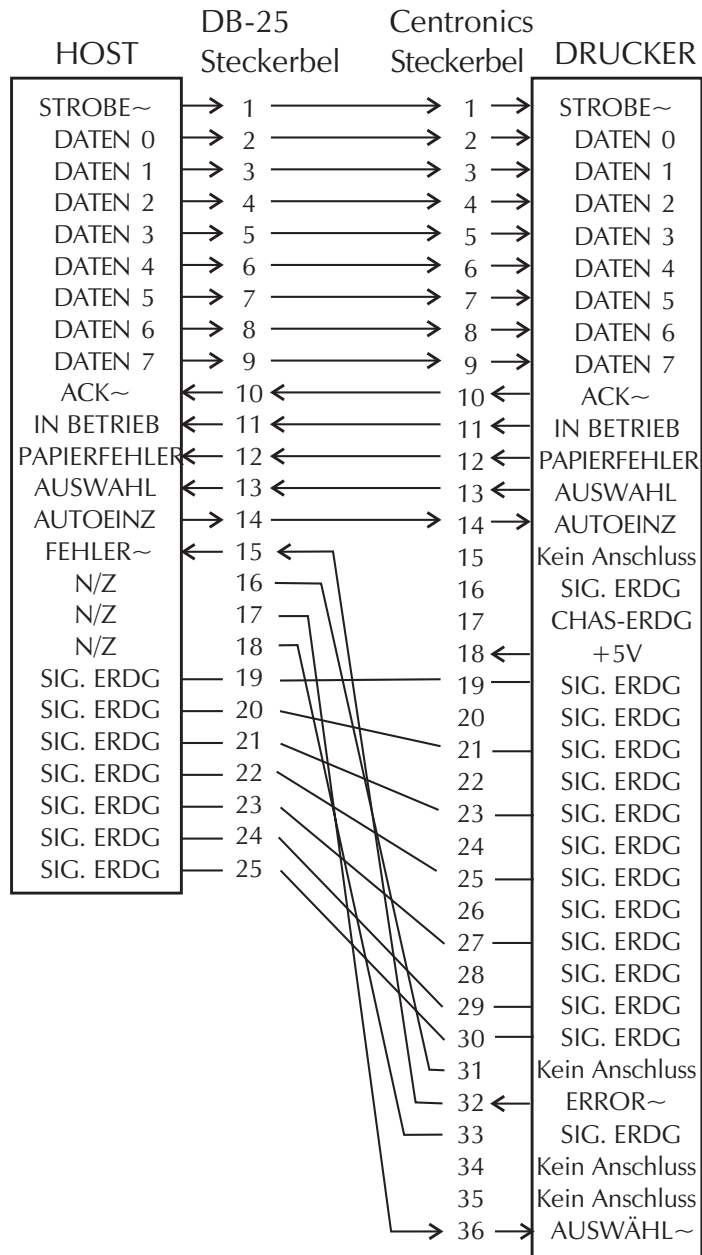 DB-25 Centronics
HOST Steckerbel Steckerbel DRUCKER
STROBE~ 1 1 STROBE~
DATEN 0 2 2 DATEN 0
DATEN 1 3 3 DATEN 1
DATEN 2 4 4 DATEN 2
DATEN 3 5 5 DATEN 3
DATEN 4 6 6 DATEN 4
DATEN 5 7 7 DATEN 5
DATEN 6 8 8 DATEN 6
DATEN 7 9 9 DATEN 7
ACK~ 10 10 ACK~
IN BETRIEB 11 11 IN BETRIEB
PAPIERFEHLER 12 12 PAPIERFEHLER
AUSWAHL 13 13 AUSWAHL
AUTOEINZ 14 14 AUTOEINZ
FEHLER~ 15 15 Kein Anschluss
N/Z 16 16 SIG. ERDG
N/Z 17 17 CHAS-ERDG
N/Z 18 18 +5V
SIG. ERDG 19 19 SIG. ERDG
SIG. ERDG 20 20 SIG. ERDG
SIG. ERDG 21 21 SIG. ERDG
SIG. ERDG 22 22 SIG. ERDG
SIG. ERDG 23 23 SIG. ERDG
SIG. ERDG 24 24 SIG. ERDG
SIG. ERDG 25 25 SIG. ERDG
26 SIG. ERDG
27 SIG. ERDG
28 SIG. ERDG
29 SIG. ERDG
30 SIG. ERDG
31 Kein Anschluss
32 ERROR~
33 SIG. ERDG
34 Kein Anschluss
35 Kein Anschluss
36 AUSWÄHL~